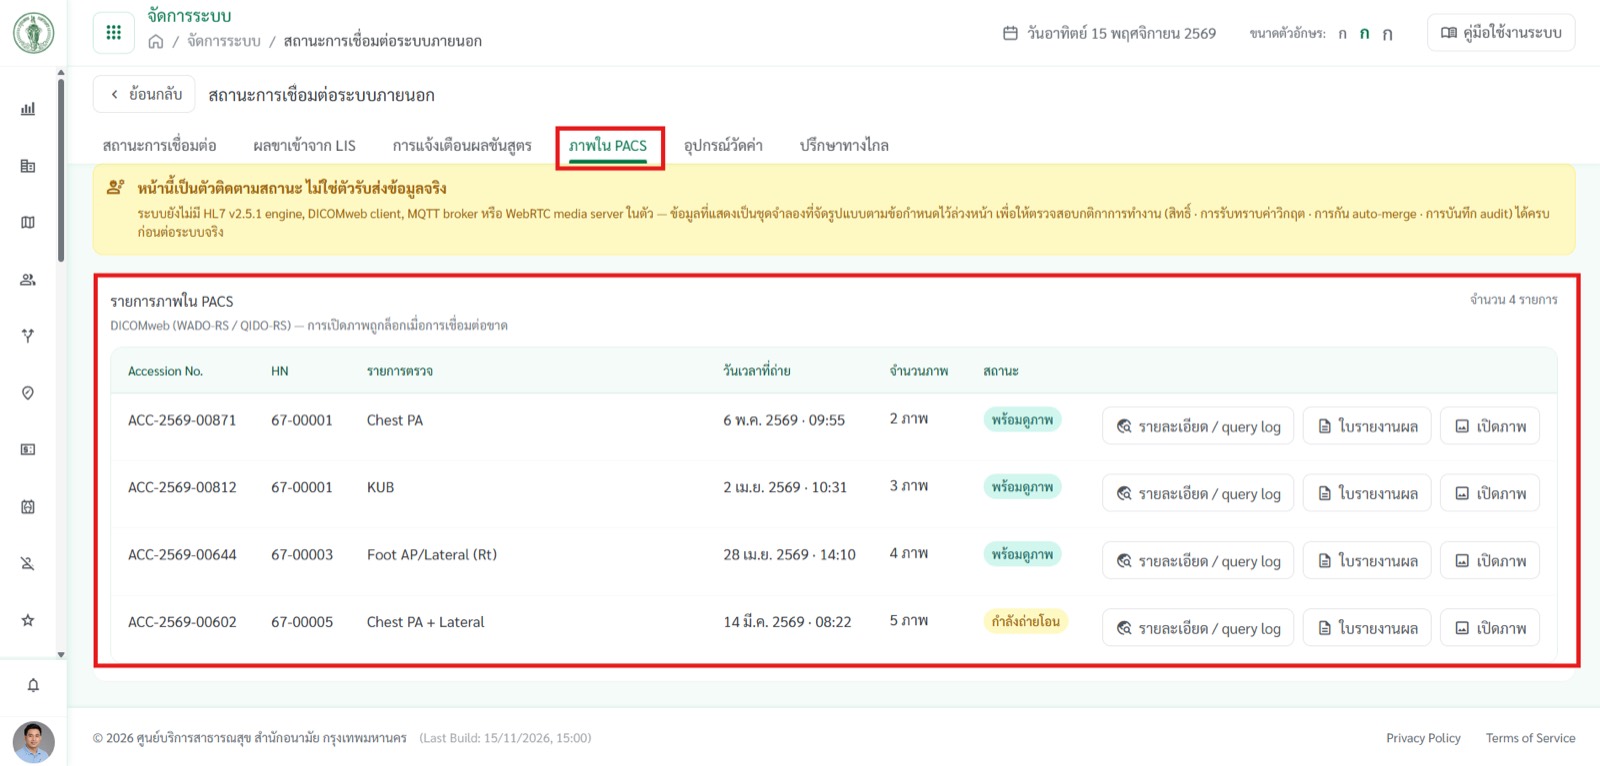 จัดการระบบ
/ จัดการระบบ / สถานะการเชื่อมต่อระบบภายนอก
วันอาทิตย์ 15 พฤศจิกายน 2569
ขนาดตัวอักษร: ก ก ก
คู่มือใช้งานระบบ
ย้อนกลับ
สถานะการเชื่อมต่อระบบภายนอก
สถานะการเชื่อมต่อ ผลขาเข้าจาก LIS การแจ้งเตือนผลชันสูตร ภาพใน PACS อุปกรณ์วัดค่า ปรึกษาทางไกล
หน้านี้เป็นตัวติดตามสถานะ ไม่ใช่ตัวรับส่งข้อมูลจริง
ระบบยังไม่มี HL7 v2.5.1 engine, DICOMweb client, MQTT broker หรือ WebRTC media server ในตัว — ข้อมูลที่แสดงเป็นชุดจำลองที่จัดรูปแบบตามข้อกำหนดไว้ล่วงหน้า เพื่อให้ตรวจสอบกติกาการทำงาน (สิทธิ์ · การรับทราบค่าวิกฤต · การกัน auto-merge · การบันทึก audit) ได้ครบ
ก่อนต่อระบบจริง
รายการภาพใน PACS
จำนวน 4 รายการ
DICOMweb (WADO-RS / QIDO-RS) — การเปิดภาพถูกล็อกเมื่อการเชื่อมต่อขาด
Accession No. HN รายการตรวจ วันเวลาที่ถ่าย จำนวนภาพ สถานะ
ACC-2569-00871 67-00001 Chest PA 6 พ.ค. 2569 · 09:55 2 ภาพ พร้อมดูภาพ รายละเอียด / query log ใบรายงานผล เปิดภาพ
ACC-2569-00812 67-00001 KUB 2 เม.ย. 2569 · 10:31 3 ภาพ พร้อมดูภาพ รายละเอียด / query log ใบรายงานผล เปิดภาพ
ACC-2569-00644 67-00003 Foot AP/Lateral (Rt) 28 เม.ย. 2569 · 14:10 4 ภาพ พร้อมดูภาพ รายละเอียด / query log ใบรายงานผล เปิดภาพ
ACC-2569-00602 67-00005 Chest PA + Lateral 14 มี.ค. 2569 · 08:22 5 ภาพ กำลังถ่ายโอน รายละเอียด / query log ใบรายงานผล เปิดภาพ
© 2026 ศูนย์บริการสาธารณสุข สำนักอนามัย กรุงเทพมหานคร (Last Build: 15/11/2026, 15:00)
Privacy Policy Terms of Service